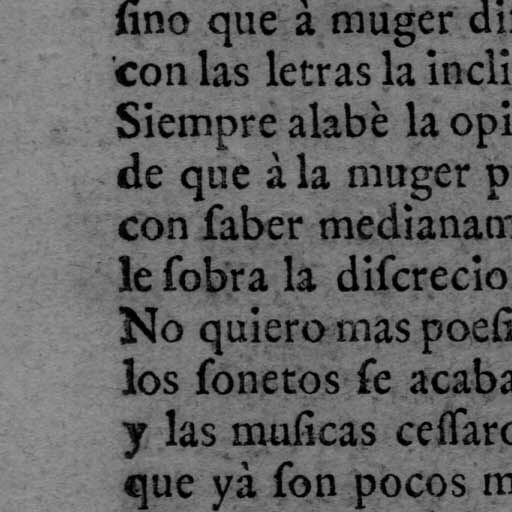 ſino que à muger di
con las letras la incli
Siempre alabè la opi
de que à la muger p
con ſaber medianam
le ſobra la diſcrecio
No quiero mas poeſi
los ſonetos ſe acaba
y las muſicas ceſſaro
que yà ſon pocos m